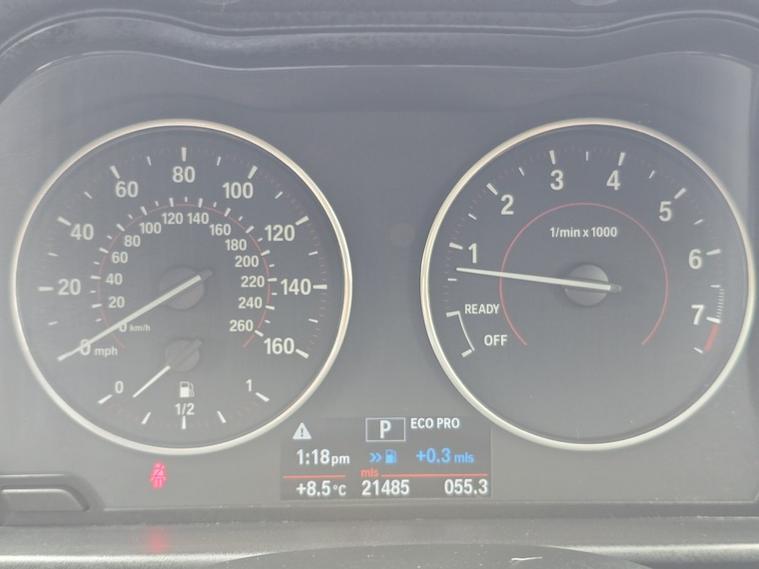 80
60
100
40
120
20
140
0 mph
160
120 140
100
160
80
180
60
200
40
220
20
240
0 km/h
260
0
1
1/2
3
4
2
5
1
6
7
1/min x 1000
READY
OFF
P
ECO PRO
1:18 pm
>> +0.3 mls
mls
+8.5 °C
21485
055.3